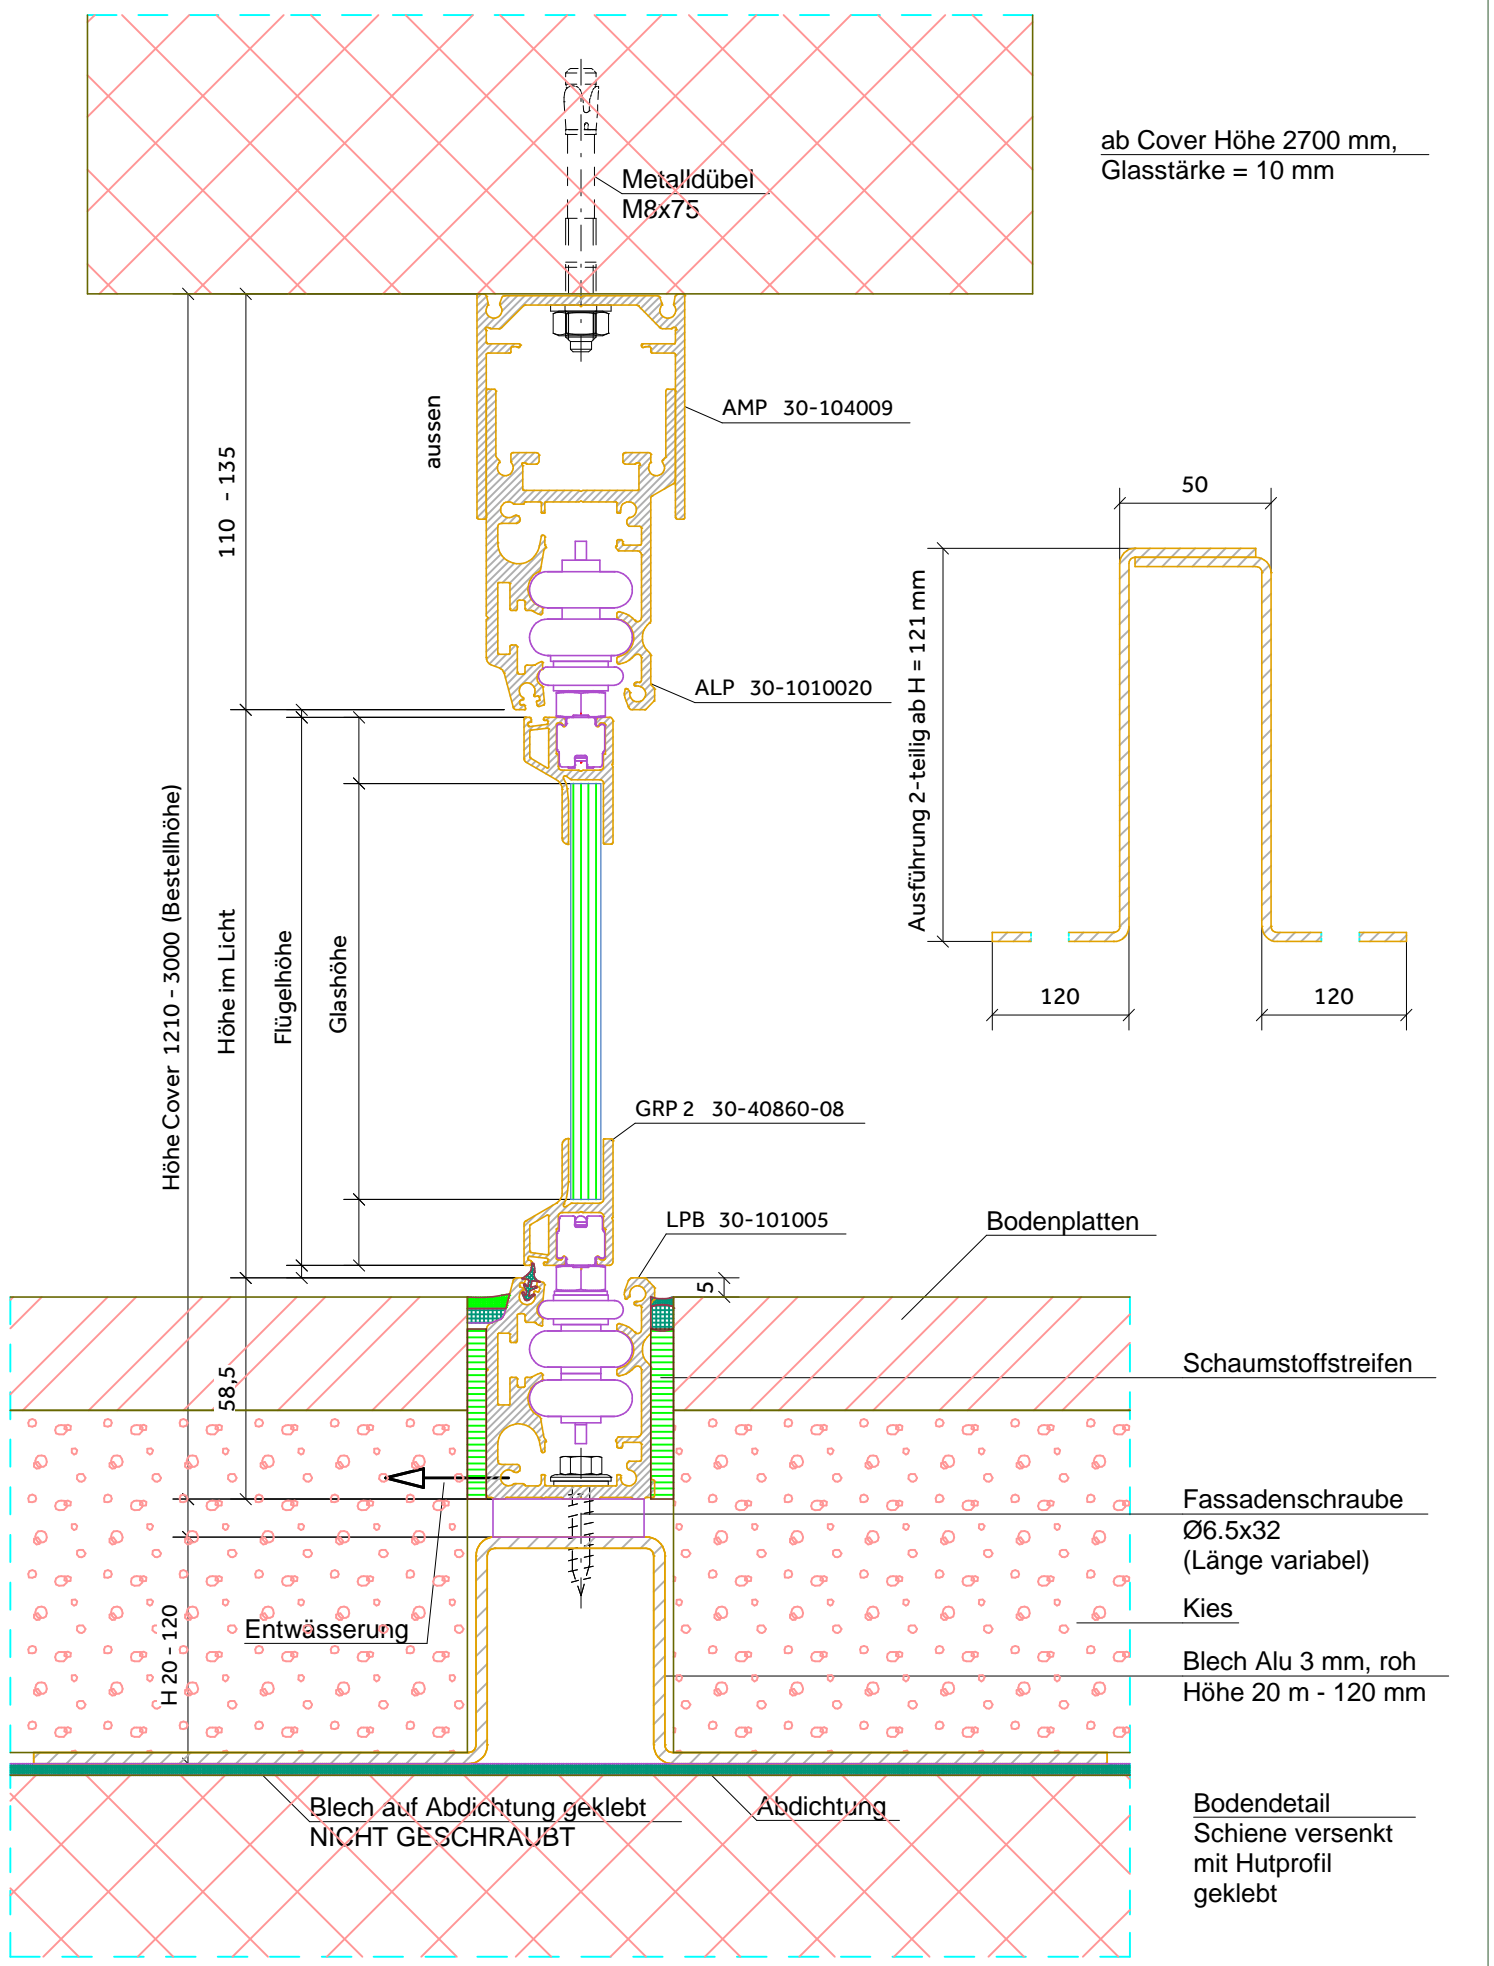 ab Cover Höhe 2700 mm,
Glasstärke = 10 mm
Metalldübel
M8x75
aussen
AMP 30-104009
110 - 135
50
Ausführung 2-teilig ab H = 121 mm
ALP 30-1010020
120
120
Höhe Cover 1210 - 3000 (Bestellhöhe)
Höhe im Licht
Flügelhöhe
Glashöhe
GRP 2 30-40860-08
LPB 30-101005
Bodenplatten
5
58,5
Schaumstoffstreifen
Fassadenschraube
Ø6.5x32
(Länge variabel)
Kies
Entwässerung
H 20 - 120
Blech Alu 3 mm, roh
Höhe 20 m - 120 mm
Blech auf Abdichtung geklebt
NICHT GESCHRAUBT
Abdichtung
Bodendetail
Schiene versenkt
mit Hutprofil
geklebt